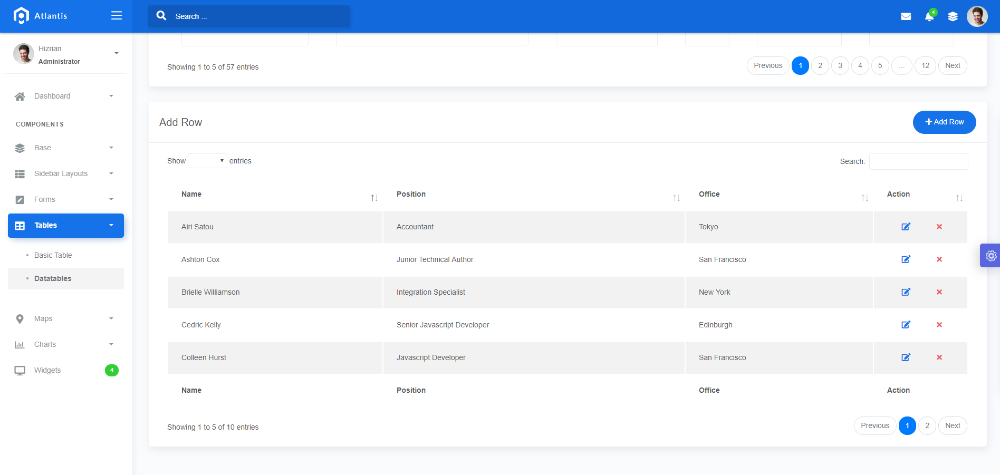 Atlantis
Search ...
4
Hizrian
Administrator
Dashboard
COMPONENTS
Base
Sidebar Layouts
Forms
Tables
Basic Table
Datatables
Maps
Charts
Widgets 4
Showing 1 to 5 of 57 entries
Previous 1 2 3 4 5 … 12 Next
Add Row
Add Row
Show entries
Search:
Name Position Office Action
Airi Satou Accountant Tokyo
Ashton Cox Junior Technical Author San Francisco
Brielle Williamson Integration Specialist New York
Cedric Kelly Senior Javascript Developer Edinburgh
Colleen Hurst Javascript Developer San Francisco
Name Position Office Action
Showing 1 to 5 of 10 entries
Previous 1 2 Next